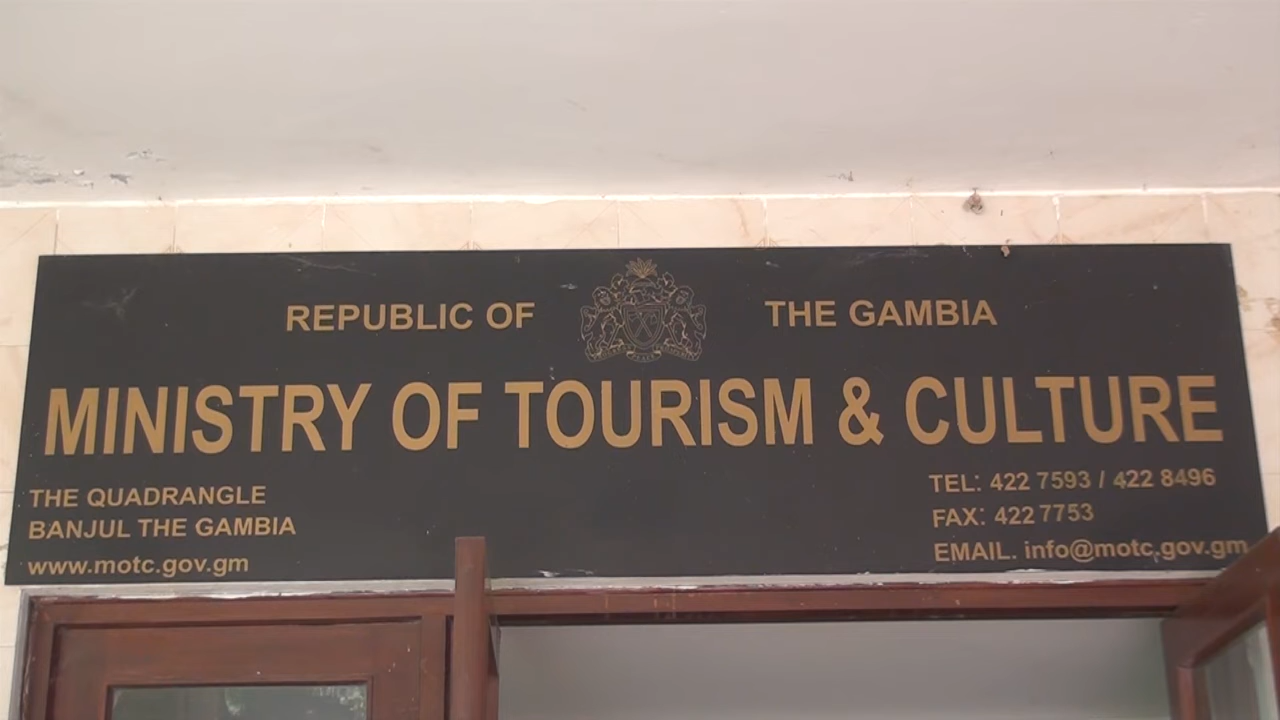 REPUBLIC OF THE GAMBIA
MINISTRY OF TOURISM & CULTURE
THE QUADRANGLE
BANJUL THE GAMBIA
www.motc.gov.gm
TEL: 422 7593 / 422 8496
FAX: 422 7753
EMAIL. info@motc.gov.gm